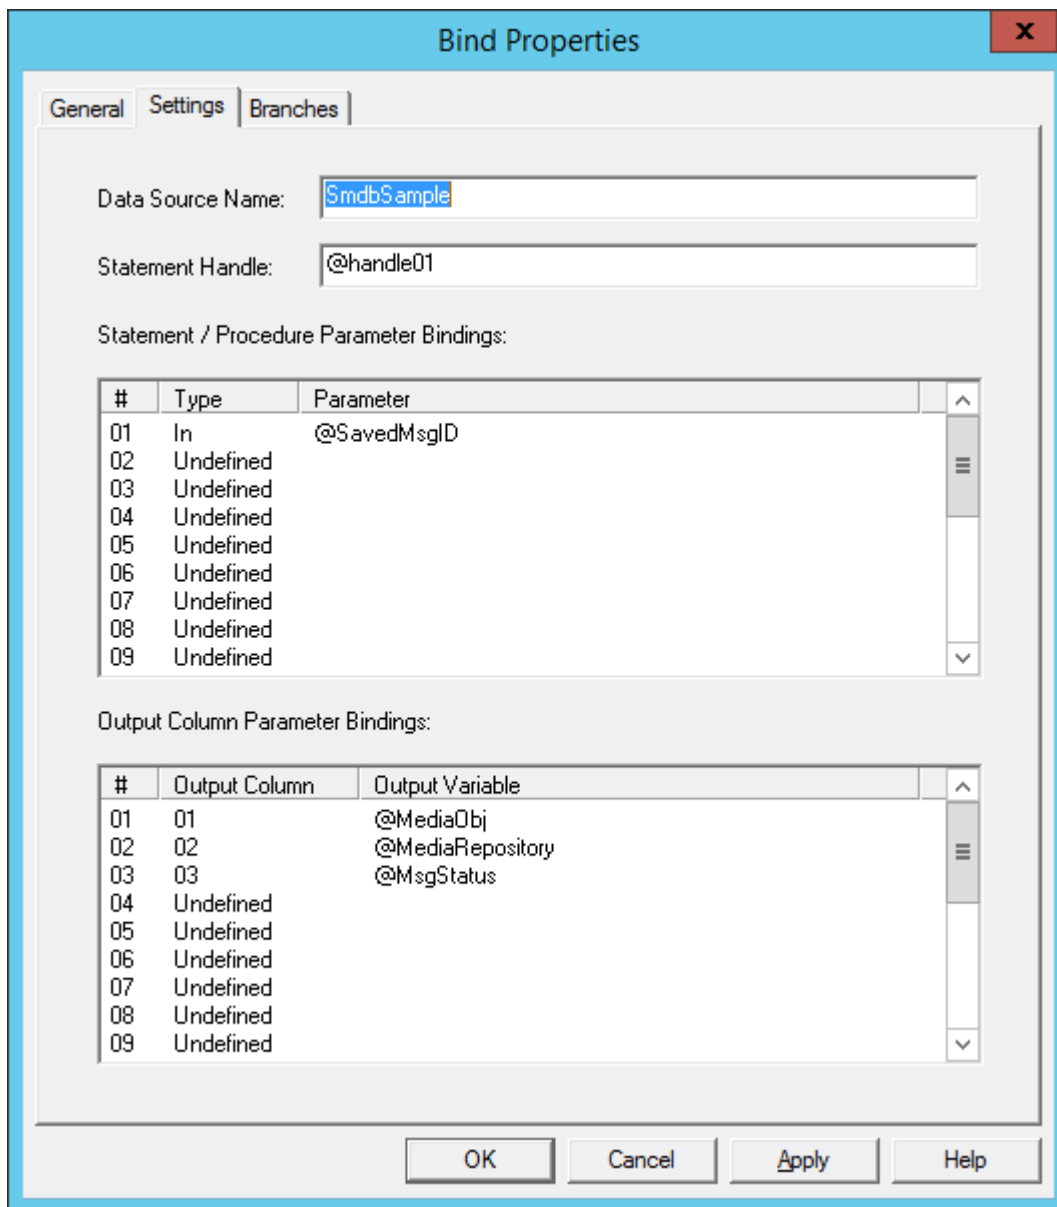 Bind Properties
x
General Settings Branches
Data Source Name: SmdbSample
Statement Handle: @handle01
Statement / Procedure Parameter Bindings:
# Type Parameter
01 In @SavedMsgID
02 Undefined
03 Undefined
04 Undefined
05 Undefined
06 Undefined
07 Undefined
08 Undefined
09 Undefined
Output Column Parameter Bindings:
# Output Column Output Variable
01 01 @MediaObj
02 02 @MediaRepository
03 03 @MsgStatus
04 Undefined
05 Undefined
06 Undefined
07 Undefined
08 Undefined
09 Undefined
OK Cancel Apply Help